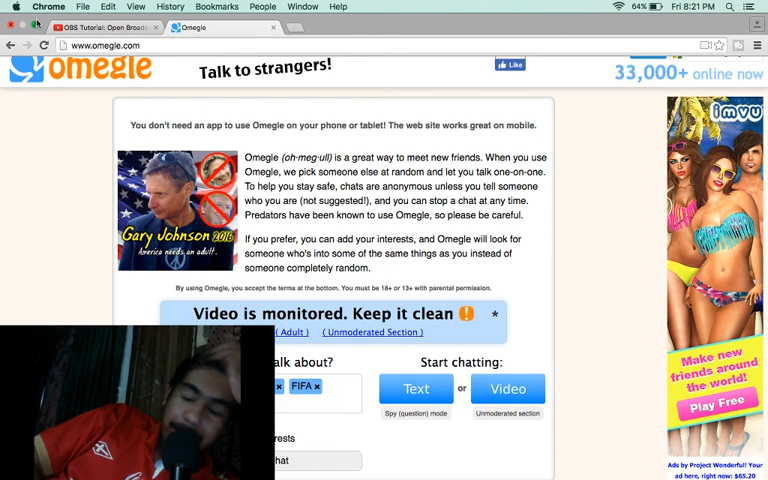 Chrome File Edit View History Bookmarks People Window Help 64% Fri 8:21 PM
OBS Tutorial: Open Broadc × Omegle ×
www.omegle.com
omegle Talk to strangers! Like 33,000+ online now
You don't need an app to use Omegle on your phone or tablet! The web site works great on mobile.
Omegle (oh·meg·ull) is a great way to meet new friends. When you use
Omegle, we pick someone else at random and let you talk one-on-one.
To help you stay safe, chats are anonymous unless you tell someone
who you are (not suggested!), and you can stop a chat at any time.
Predators have been known to use Omegle, so please be careful.
Gary Johnson 2016
America needs an adult.
If you prefer, you can add your interests, and Omegle will look for
someone who's into some of the same things as you instead of
someone completely random.
By using Omegle, you accept the terms at the bottom. You must be 18+ or 13+ with parental permission.
Video is monitored. Keep it clean ! *
( Adult ) ( Unmoderated Section )
alk about? Start chatting:
× FIFA × Text or Video
Spy (question) mode Unmoderated section
erests
hat
imvu
Make new
friends around
the world!
Play Free
Ads by Project Wonderful! Your
ad here, right now: $65.20